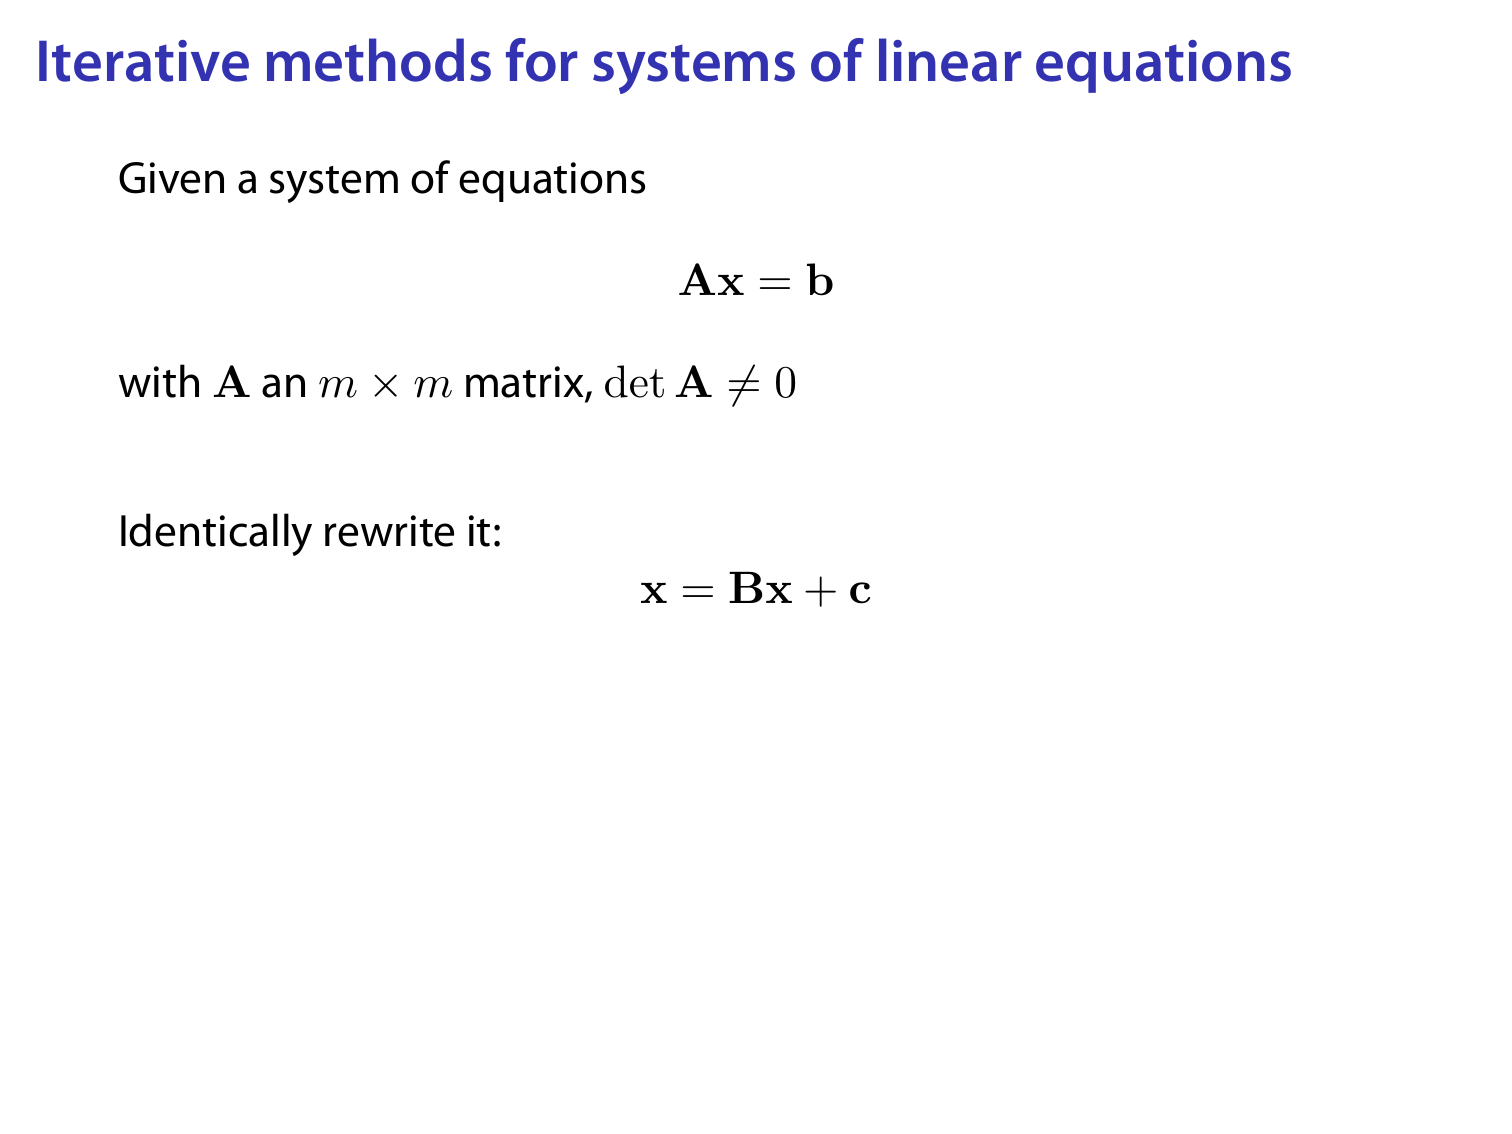 Iterative methods for systems of linear equations
Given a system of equations
Ax = b
with A an m × m matrix, det A ≠ 0
Identically rewrite it:
x = Bx + c